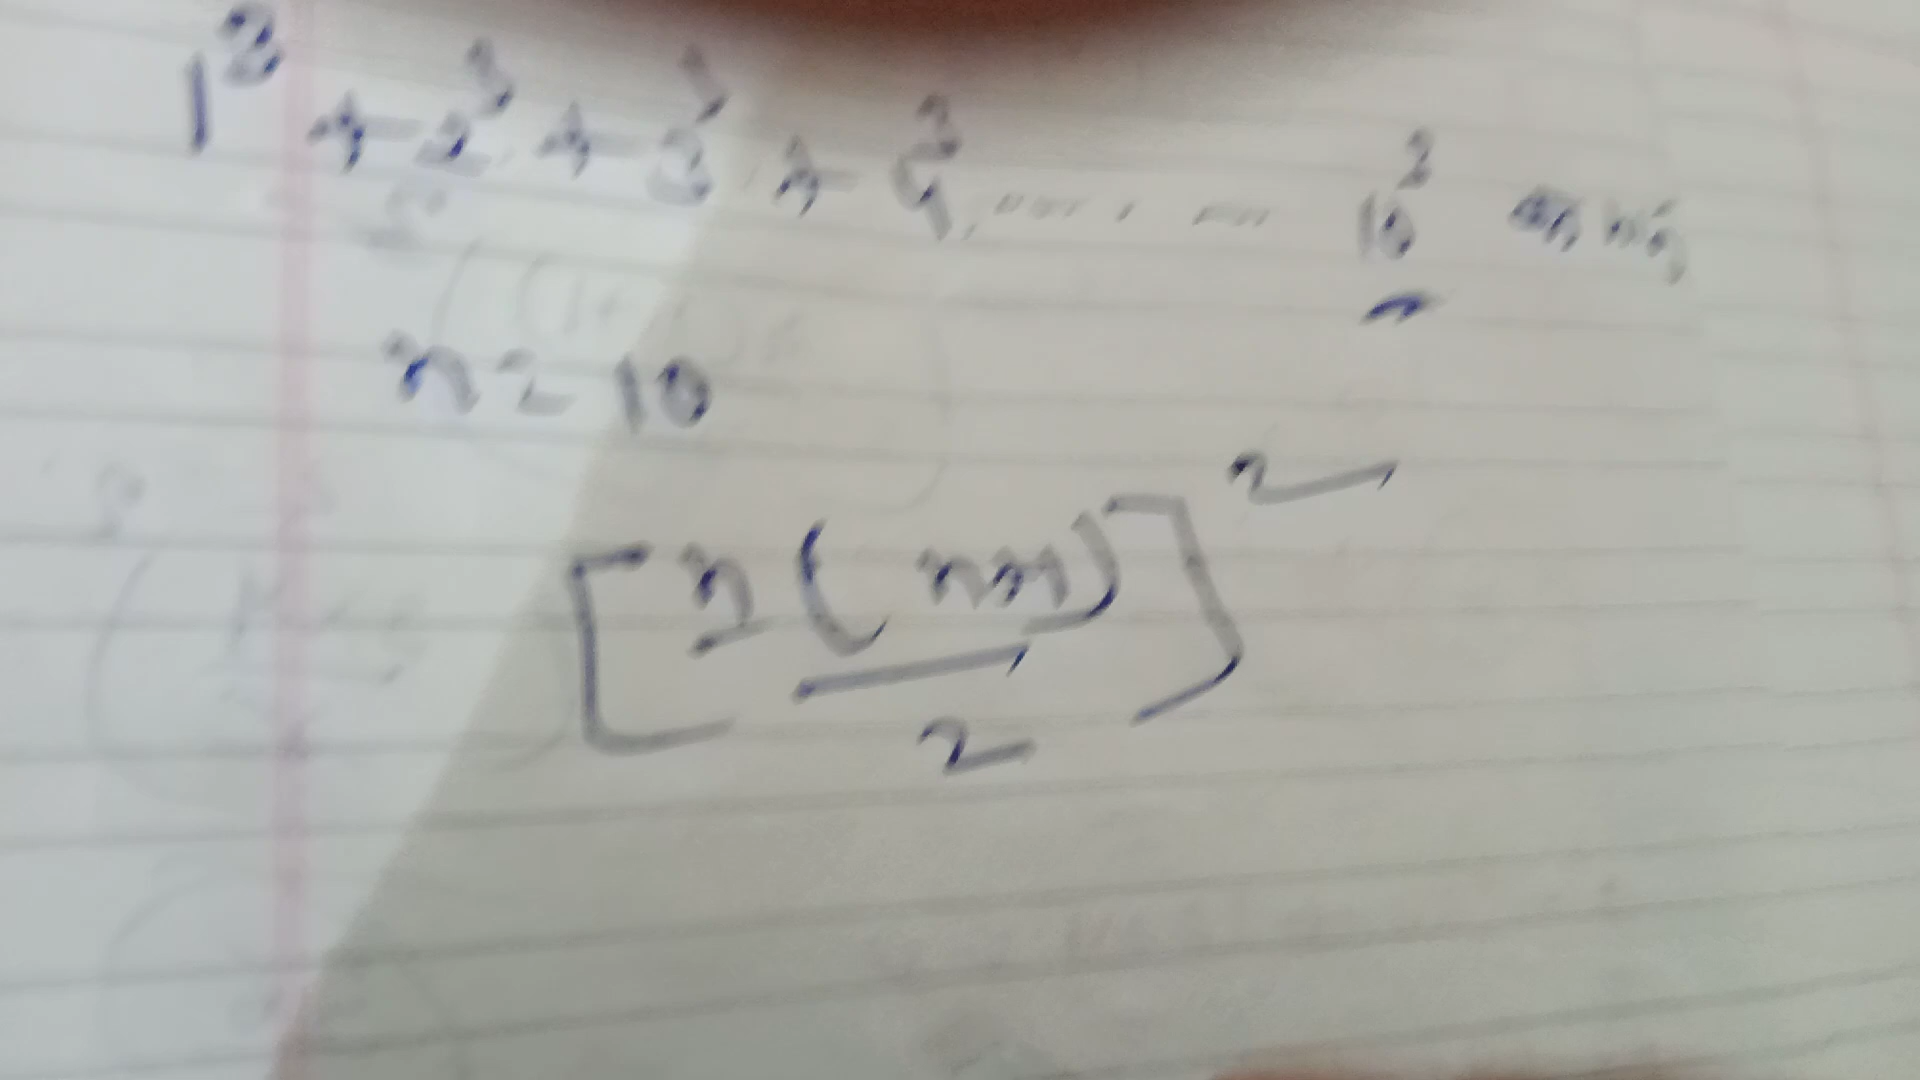 1³ + 2³ + 3³ + 4³ ..... - 10³
n = 10
[n(n+1)/2]²